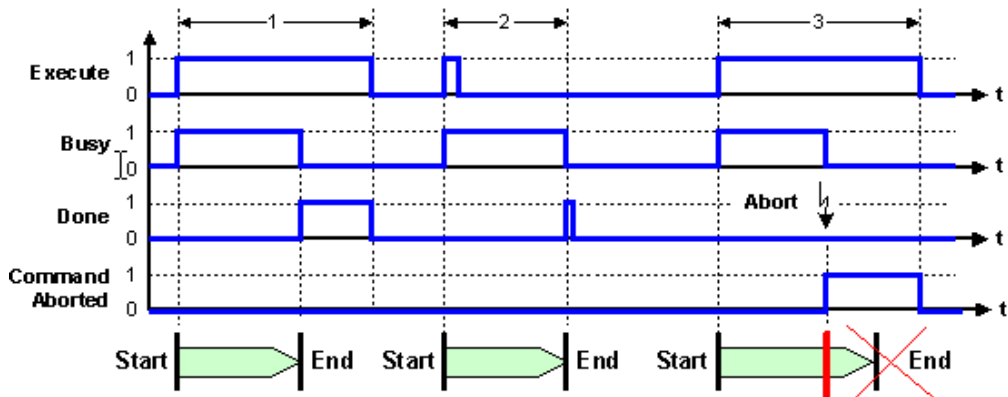 1 2 3
Execute 1 0 t
Busy 1 0 t
Done 1 0 Abort t
Command Aborted 1 0 t
Start End Start End Start End